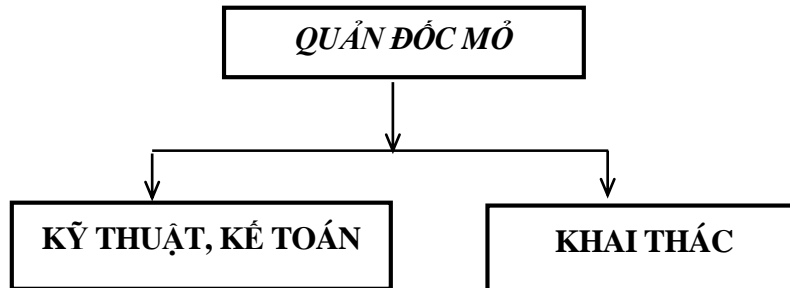 QUẢN ĐỐC MỎ
KỸ THUẬT, KẾ TOÁN
KHAI THÁC